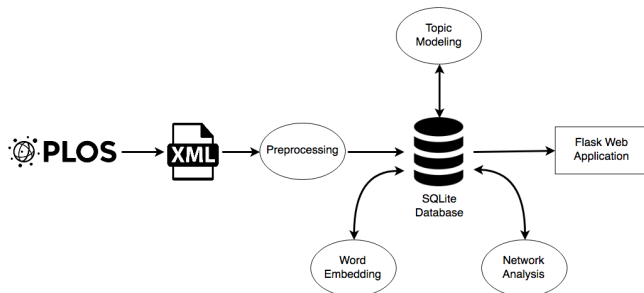 Topic
Modeling
PLOS
XML
Preprocessing
Flask Web
Application
SQLite
Database
Word
Embedding
Network
Analysis